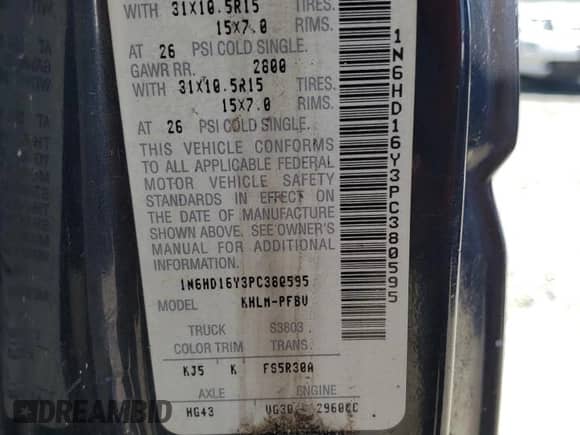 WITH 31X10.5R15 TIRES.
15X7.0 RIMS.
AT 26 PSI COLD SINGLE.
GAWR RR. 2800
WITH 31X10.5R15 TIRES.
15X7.0 RIMS.
AT 26 PSI COLD SINGLE.
THIS VEHICLE CONFORMS
TO ALL APPLICABLE FEDERAL
MOTOR VEHICLE SAFETY
STANDARDS IN EFFECT ON
THE DATE OF MANUFACTURE
SHOWN ABOVE. SEE OWNER'S
MANUAL FOR ADDITIONAL
INFORMATION.
1N6HD16Y3PC380595
MODEL KHLM-PFBU
TRUCK S3803
COLOR TRIM TRANS.
KJ5 K FS5R30A
AXLE ENGINE
HG43 VG30 2960CC
1N6HD16Y3PC380595
DREAMBID